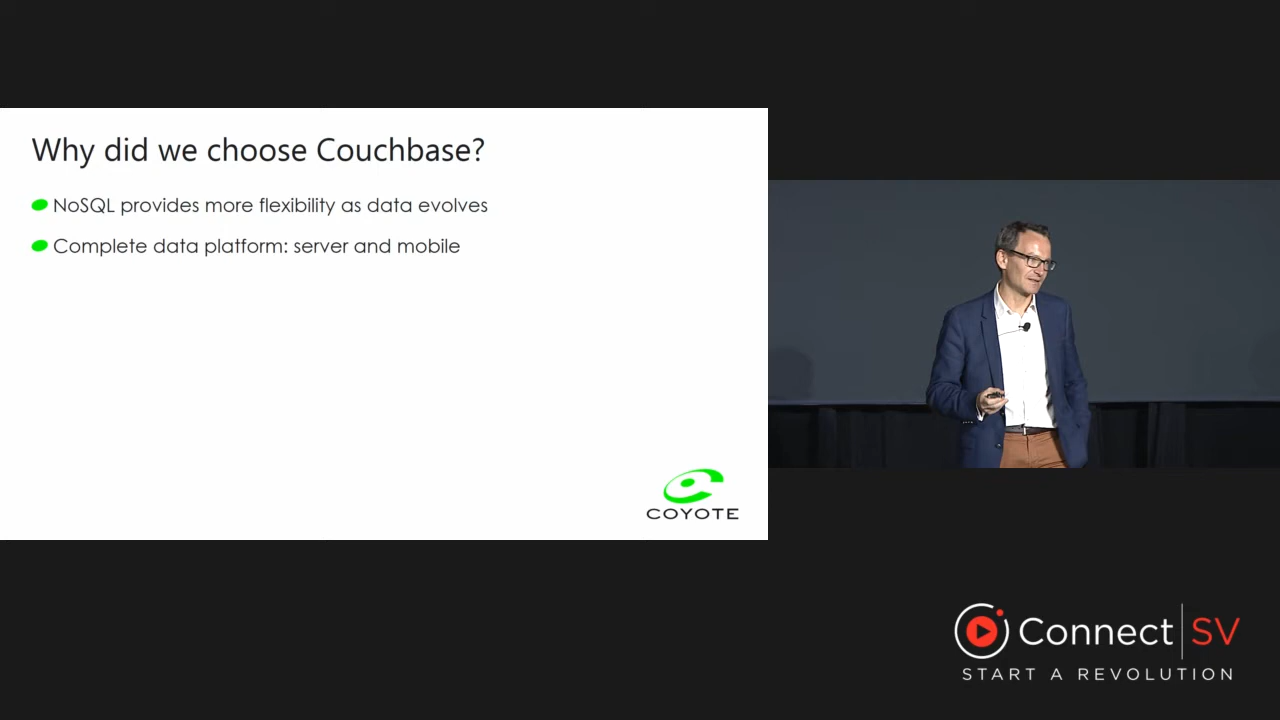 Why did we choose Couchbase?
NoSQL provides more flexibility as data evolves
Complete data platform: server and mobile
COYOTE
Connect SV
START A REVOLUTION